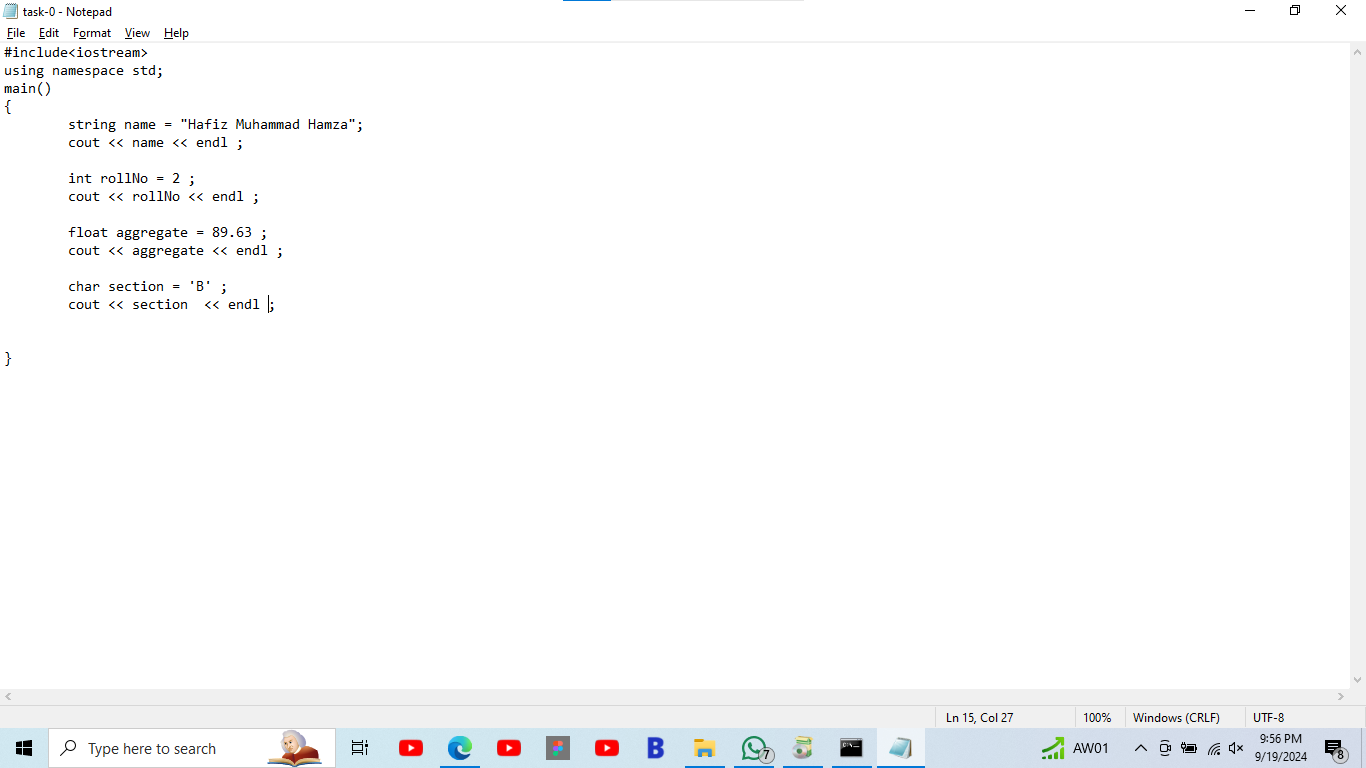 task-0 - Notepad
File Edit Format View Help
#include<iostream>
using namespace std;
main()
{
        string name = "Hafiz Muhammad Hamza";
        cout << name << endl ;

        int rollNo = 2 ;
        cout << rollNo << endl ;

        float aggregate = 89.63 ;
        cout << aggregate << endl ;

        char section = 'B' ;
        cout << section  << endl ;


}
Ln 15, Col 27 100% Windows (CRLF) UTF-8
Type here to search B 7 AW01 9:56 PM
9/19/2024 8